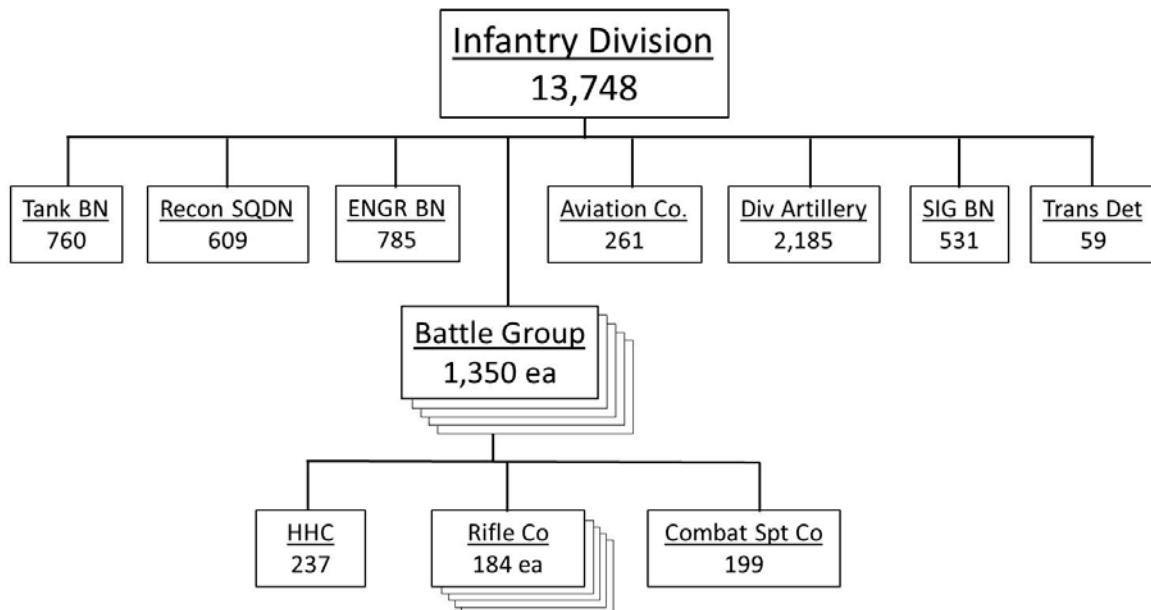 Infantry Division
13,748
Tank BN
760
Recon SQDN
609
ENGR BN
785
Aviation Co.
261
Div Artillery
2,185
SIG BN
531
Trans Det
59
Battle Group
1,350 ea
HHC
237
Rifle Co
184 ea
Combat Spt Co
199